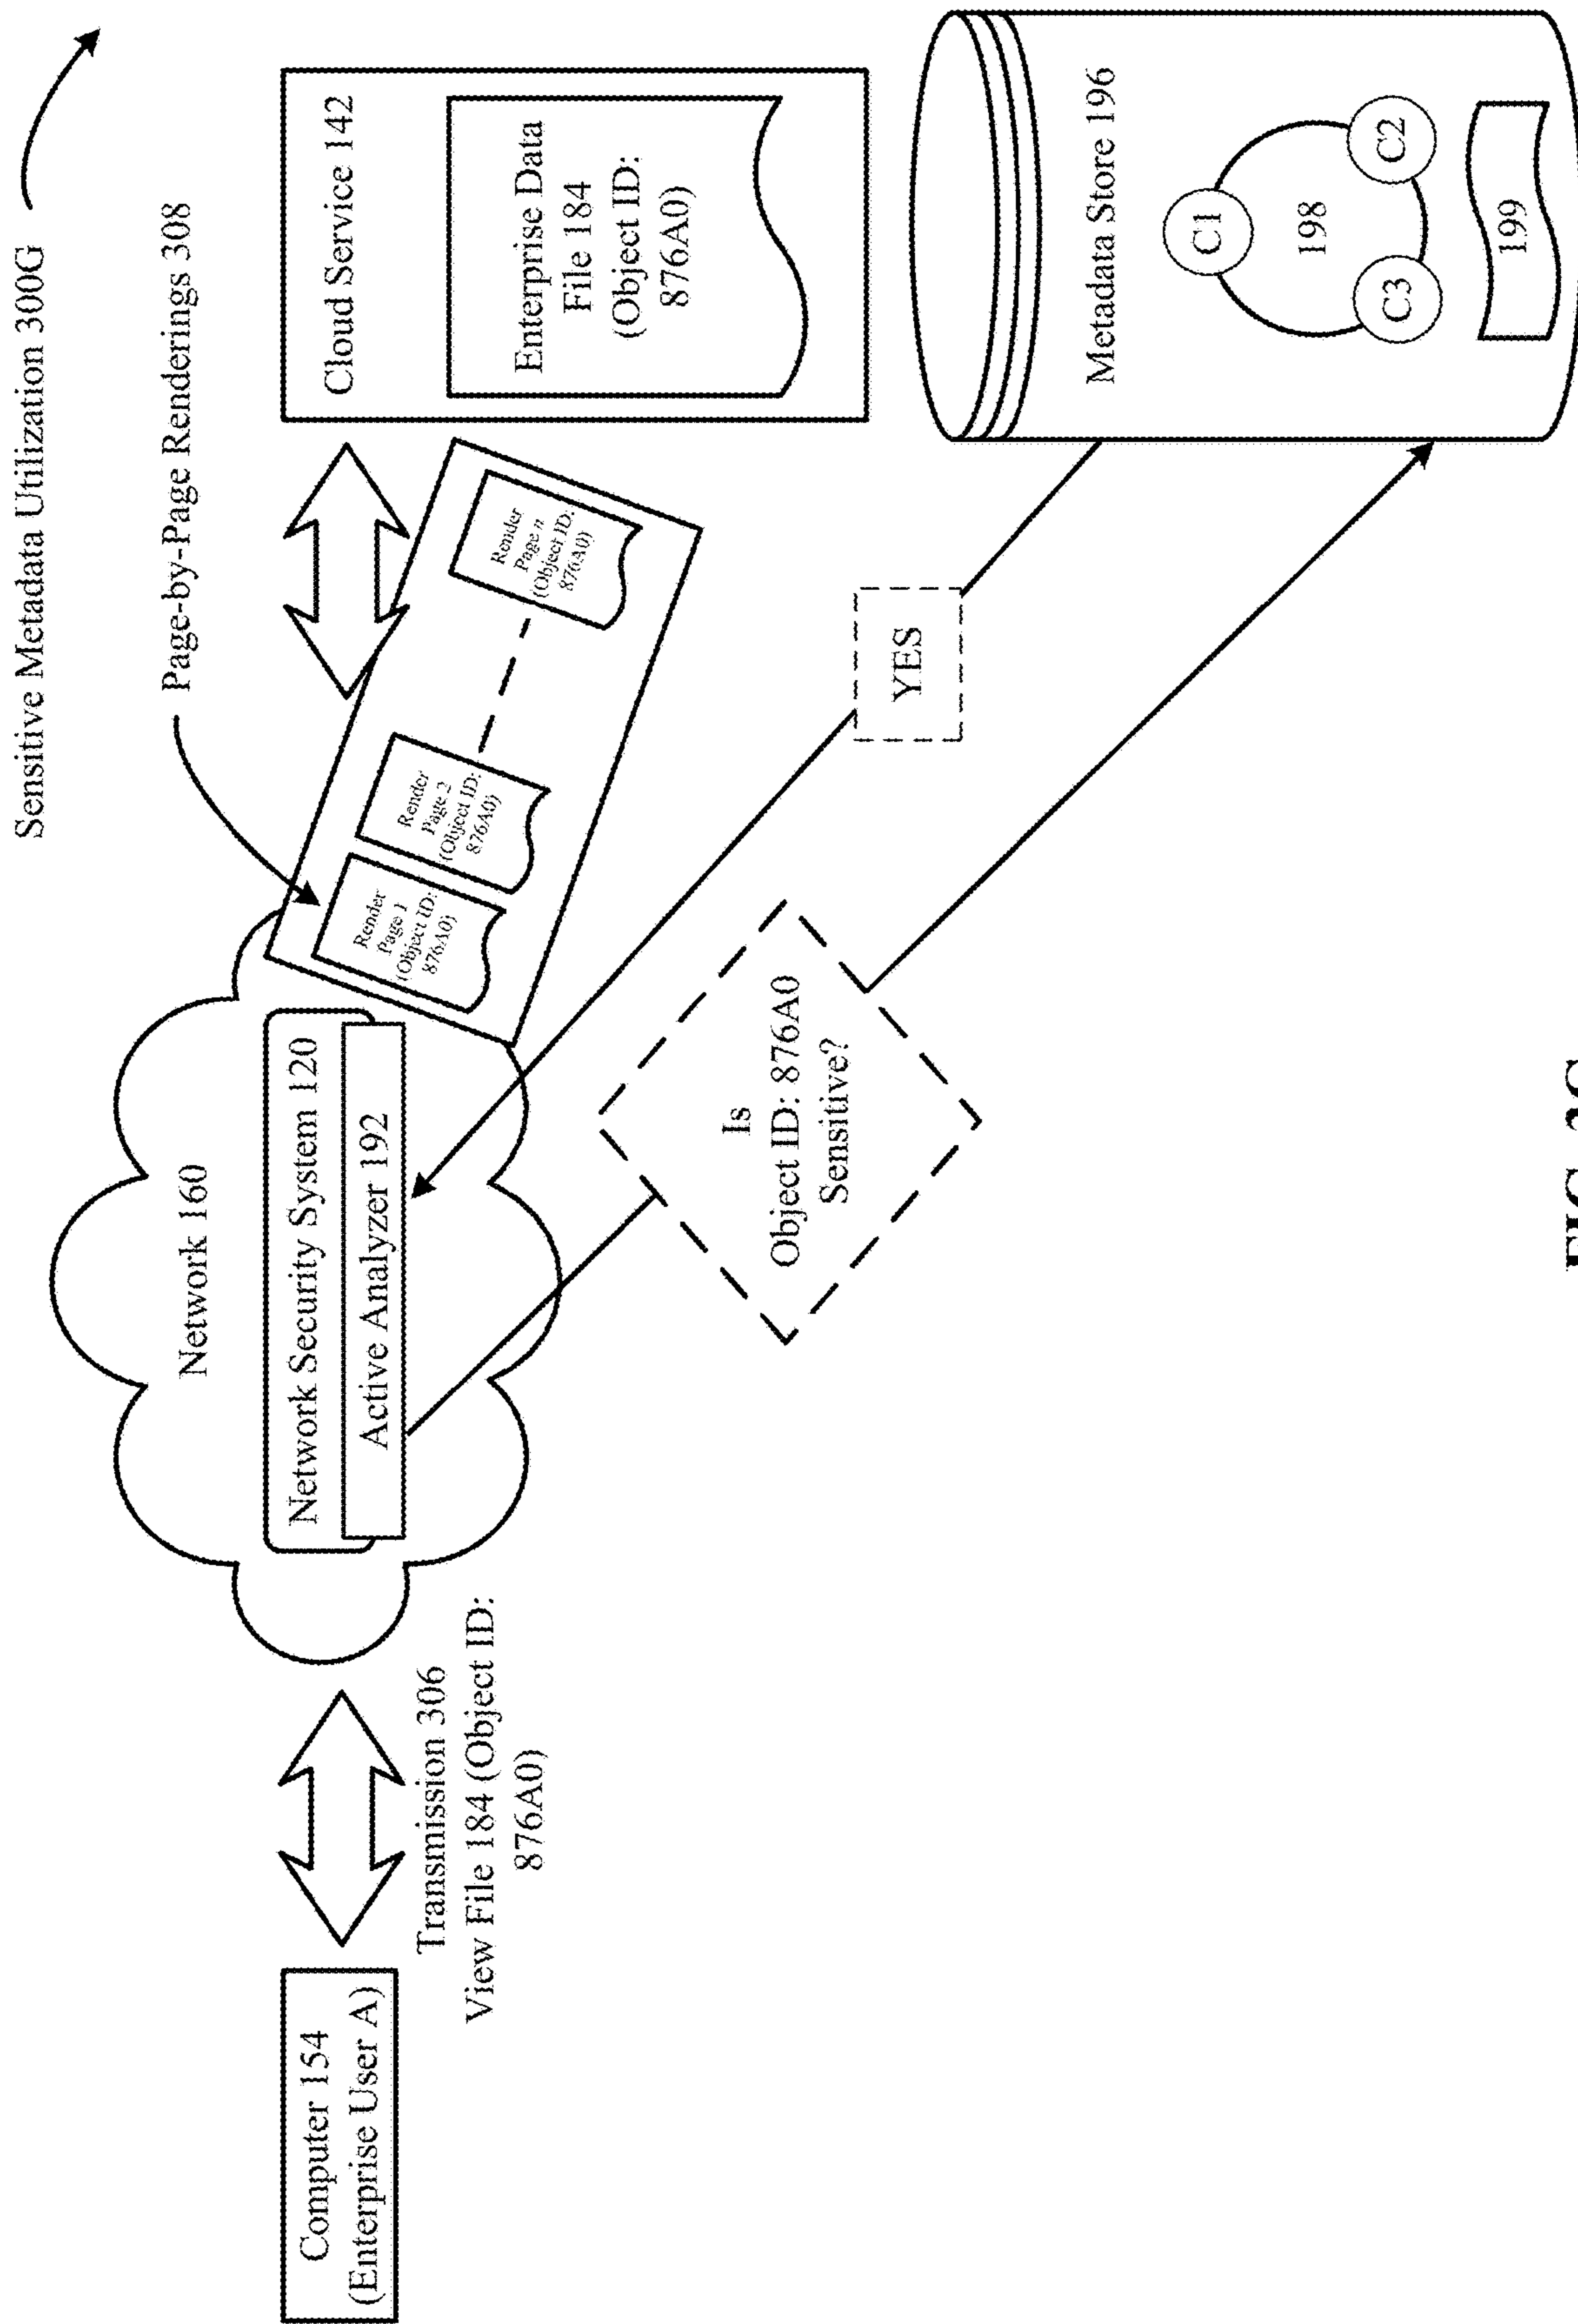 Sensitive Metadata Utilization 300G
Page-by-Page Renderings 308
Computer 154
(Enterprise User A)
Transmission 306
View File 184 (Object ID:
876A0)
Network 160
Network Security System 120
Active Analyzer 192
Render
Page 1
(Object ID:
876A0)
Render
Page 2
(Object ID:
876A0)
Render
Page n
(Object ID:
876A0)
Cloud Service 142
Enterprise Data
File 184
(Object ID:
876A0)
Is
Object ID: 876A0
Sensitive?
YES
Metadata Store 196
C1
198
C3
C2
199